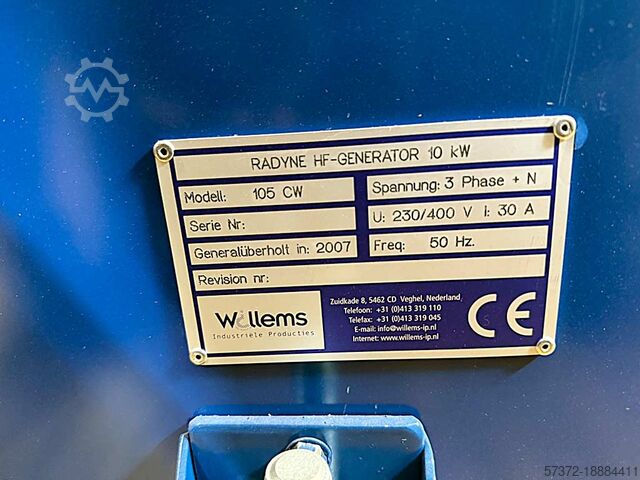 RADYNE HF-GENERATOR 10 kW
Modell: 105 CW
Spannung: 3 Phase + N
Serie Nr:
U: 230/400 V I: 30 A
Generalüberholt in: 2007
Freq: 50 Hz.
Revision nr:
Willems
Industriële Producties
Zuidkade 8, 5462 CD Veghel, Nederland
Telefoon: +31 (0)413 319 110
Telefax: +31 (0)413 319 045
E-mail: info@willems-ip.nl
Internet: www.willems-ip.nl
CE
57372-18884411